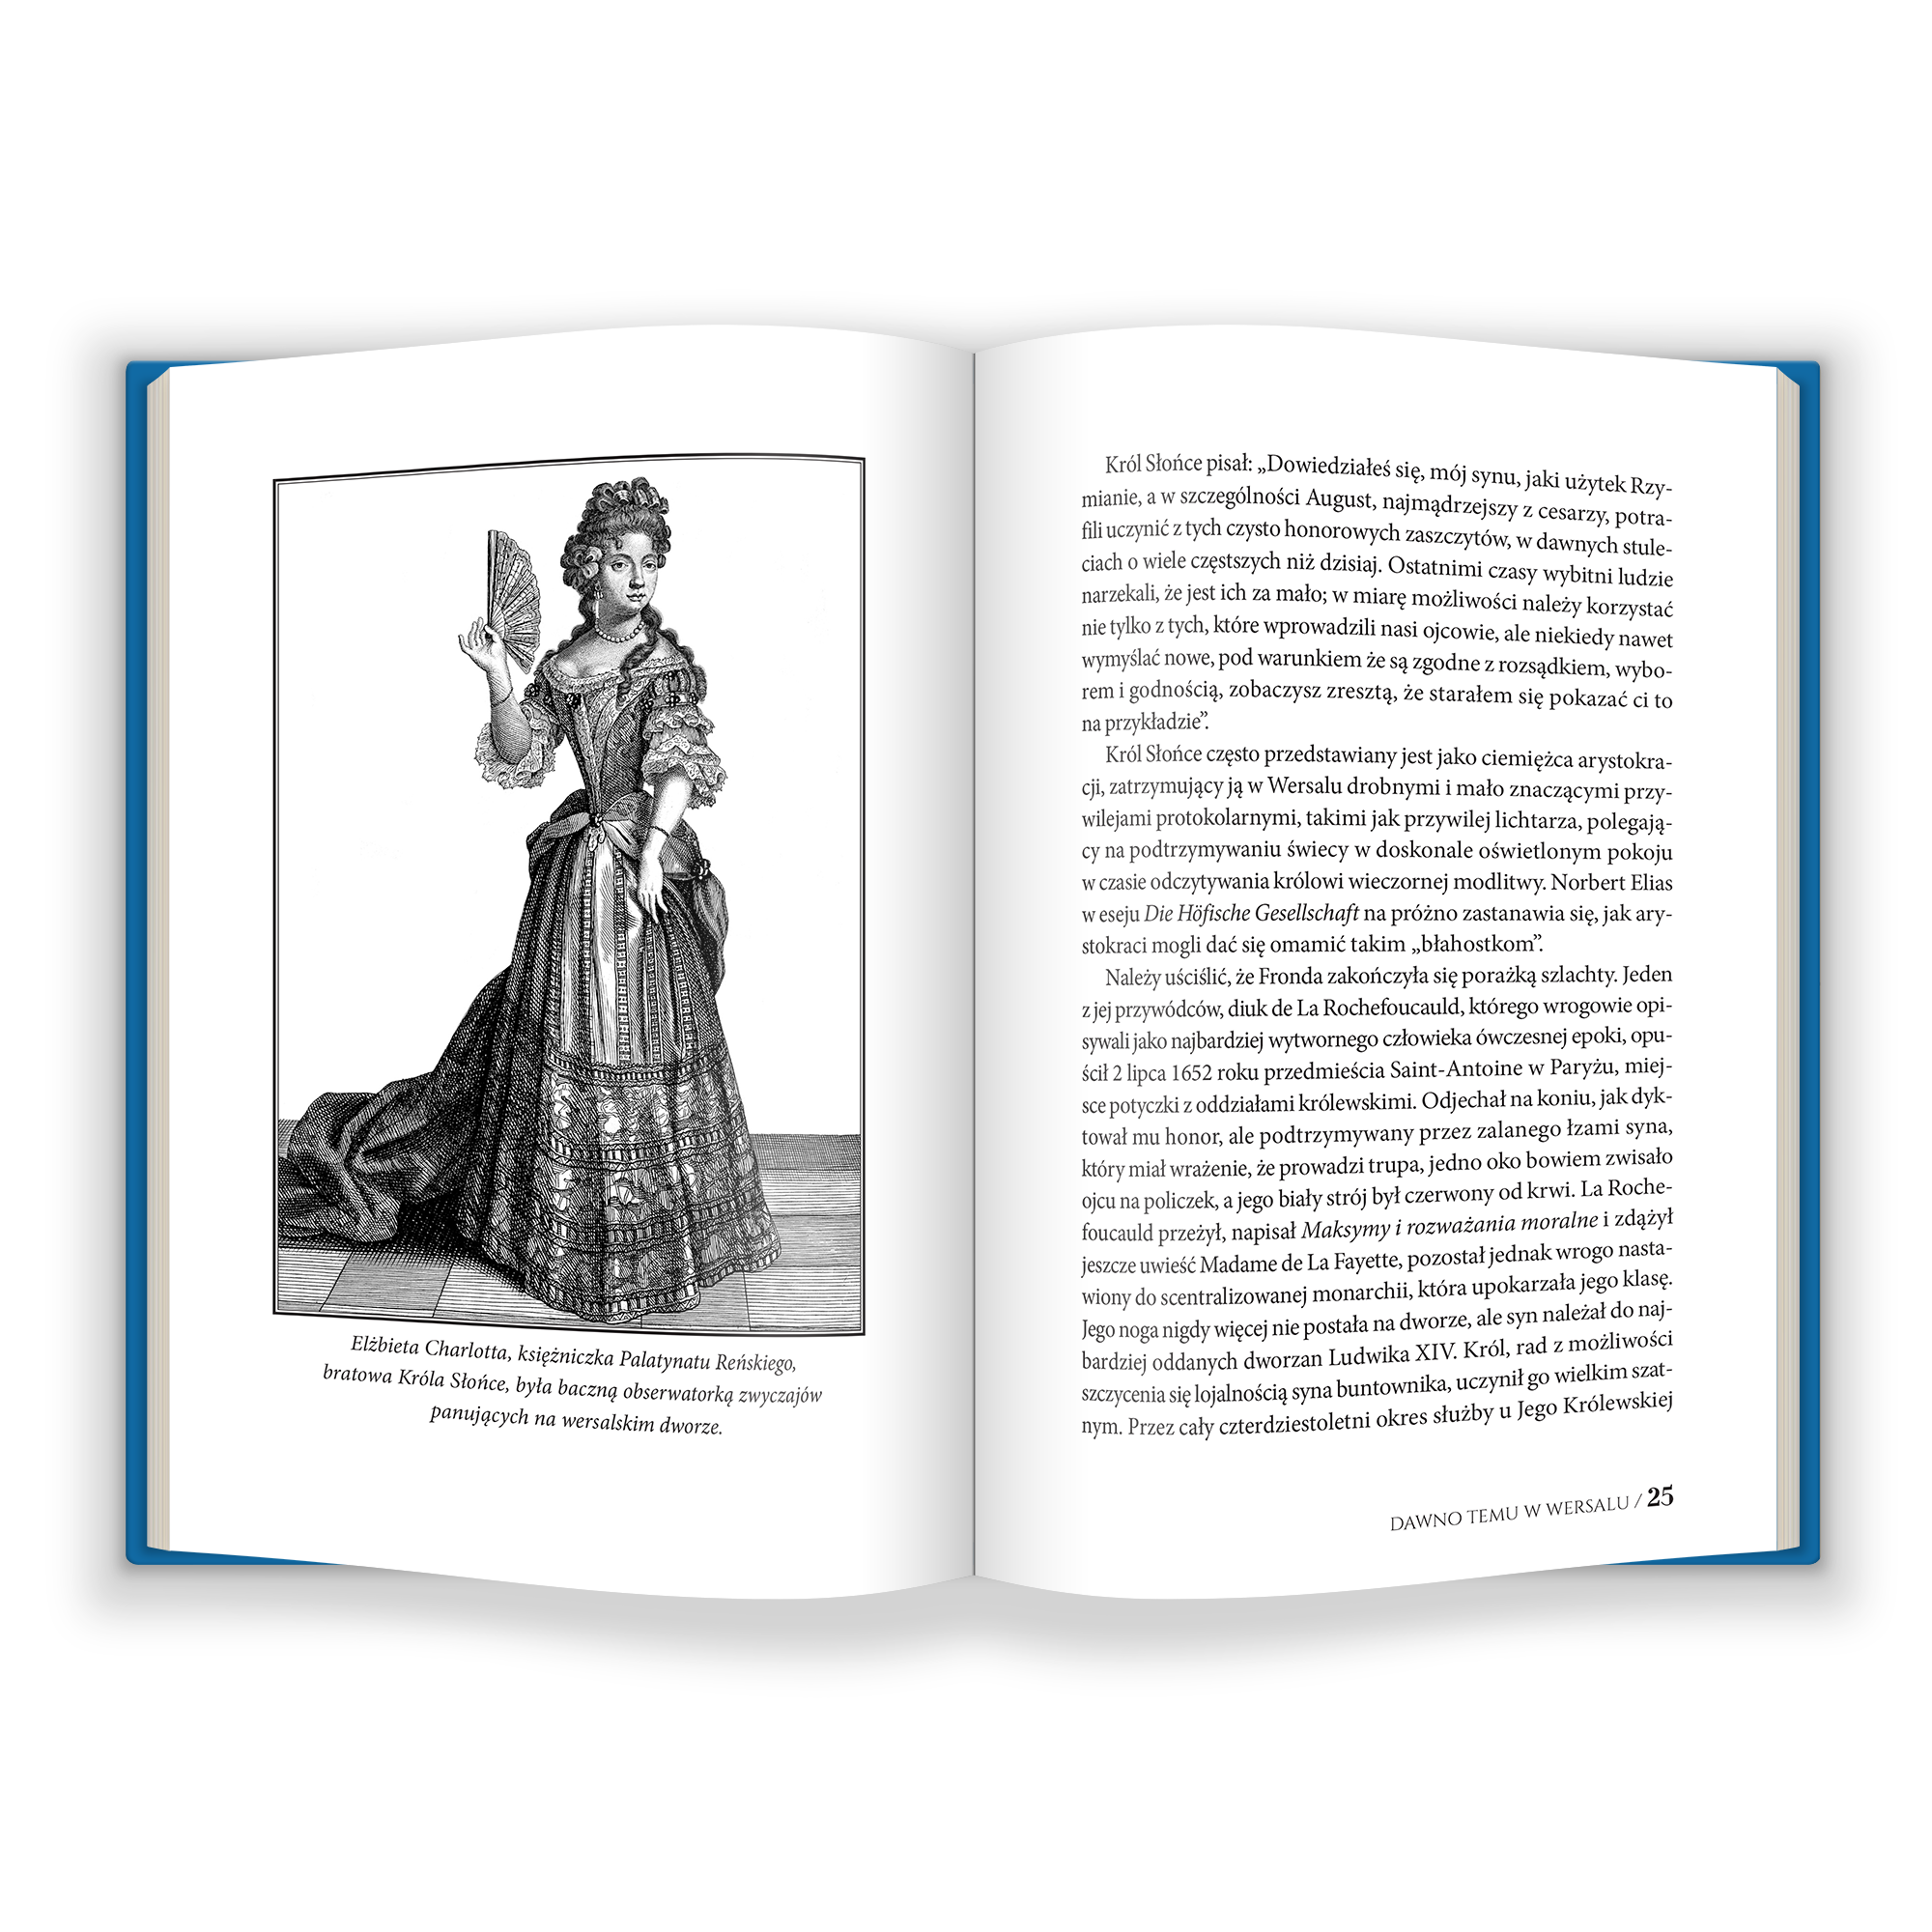 Elżbieta Charlotta, księżniczka Palatynatu Reńskiego,
bratowa Króla Słońce, była baczną obserwatorką zwyczajów
panujących na wersalskim dworze.
Król Słońce pisał: „Dowiedziałeś się, mój synu, jaki użytek Rzy-
mianie, a w szczególności August, najmądrzejszy z cesarzy, potra-
fili uczynić z tych czysto honorowych zaszczytów, w dawnych stule-
ciach o wiele częstszych niż dzisiaj. Ostatnimi czasy wybitni ludzie
narzekali, że jest ich za mało; w miarę możliwości należy korzystać
nie tylko z tych, które wprowadzili nasi ojcowie, ale niekiedy nawet
wymyślać nowe, pod warunkiem że są zgodne z rozsądkiem, wybo-
rem i godnością, zobaczysz zresztą, że starałem się pokazać ci to
na przykładzie”.
Król Słońce często przedstawiany jest jako ciemiężca arystokra-
cji, zatrzymujący ją w Wersalu drobnymi i mało znaczącymi przy-
wilejami protokolarnymi, takimi jak przywilej lichtarza, polegają-
cy na podtrzymywaniu świecy w doskonale oświetlonym pokoju
w czasie odczytywania królowi wieczornej modlitwy. Norbert Elias
w eseju Die Höfische Gesellschaft na próżno zastanawia się, jak ary-
stokraci mogli dać się omamić takim „błahostkom”.
Należy uściślić, że Fronda zakończyła się porażką szlachty. Jeden
z jej przywódców, diuk de La Rochefoucauld, którego wrogowie opi-
sywali jako najbardziej wytwornego człowieka ówczesnej epoki, opu-
ścił 2 lipca 1652 roku przedmieścia Saint-Antoine w Paryżu, miej-
sce potyczki z oddziałami królewskimi. Odjechał na koniu, jak dyk-
tował mu honor, ale podtrzymywany przez zalanego łzami syna,
który miał wrażenie, że prowadzi trupa, jedno oko bowiem zwisało
ojcu na policzek, a jego biały strój był czerwony od krwi. La Roche-
foucauld przeżył, napisał Maksymy i rozważania moralne i zdążył
jeszcze uwieść Madame de La Fayette, pozostał jednak wrogo nasta-
wiony do scentralizowanej monarchii, która upokarzała jego klasę.
Jego noga nigdy więcej nie postała na dworze, ale syn należał do naj-
bardziej oddanych dworzan Ludwika XIV. Król, rad z możliwości
szczycenia się lojalnością syna buntownika, uczynił go wielkim szat-
nym. Przez cały czterdziestoletni okres służby u Jego Królewskiej
DAWNO TEMU W WERSALU / 25